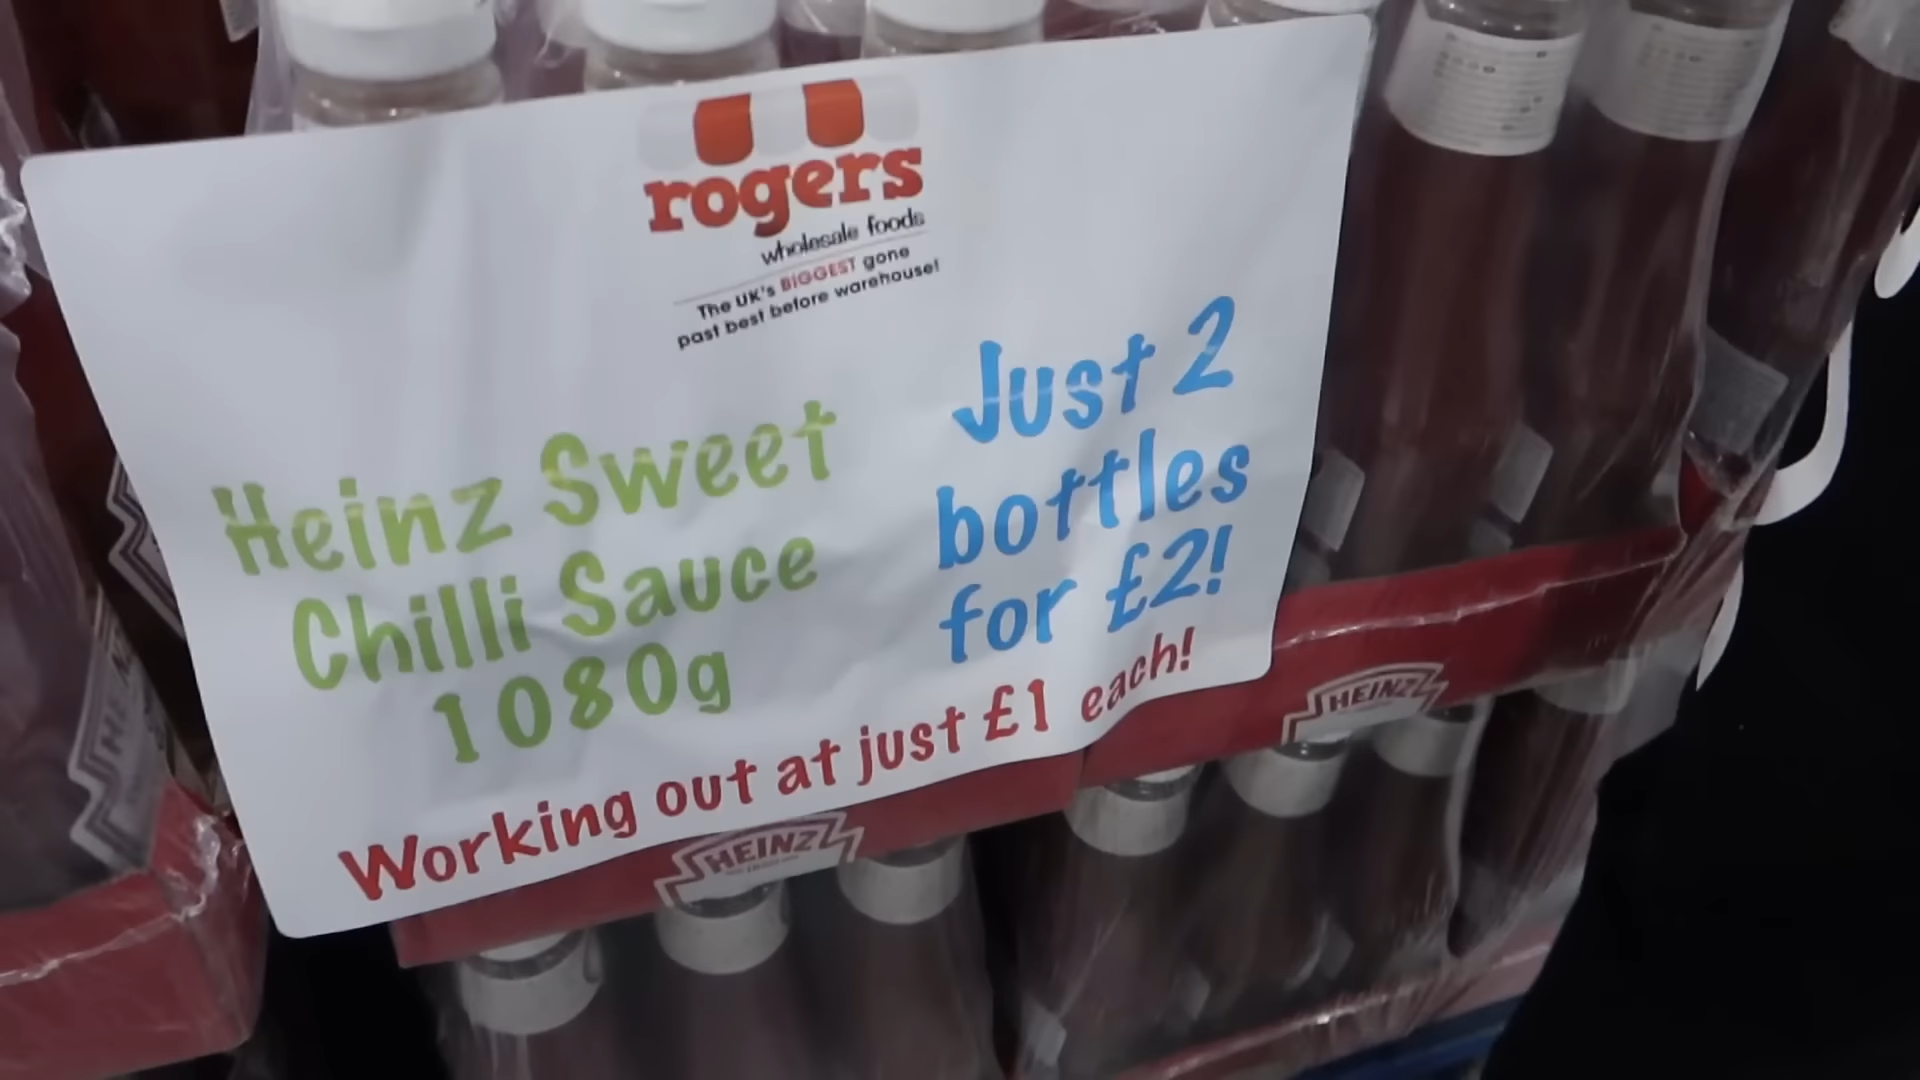 rogers
wholesale foods
The UK's BIGGEST gone
past best before warehouse!
Heinz Sweet
Chilli Sauce
1080g
Just 2
bottles
for £2!
Working out at just £1 each!
HEINZ
HEINZ